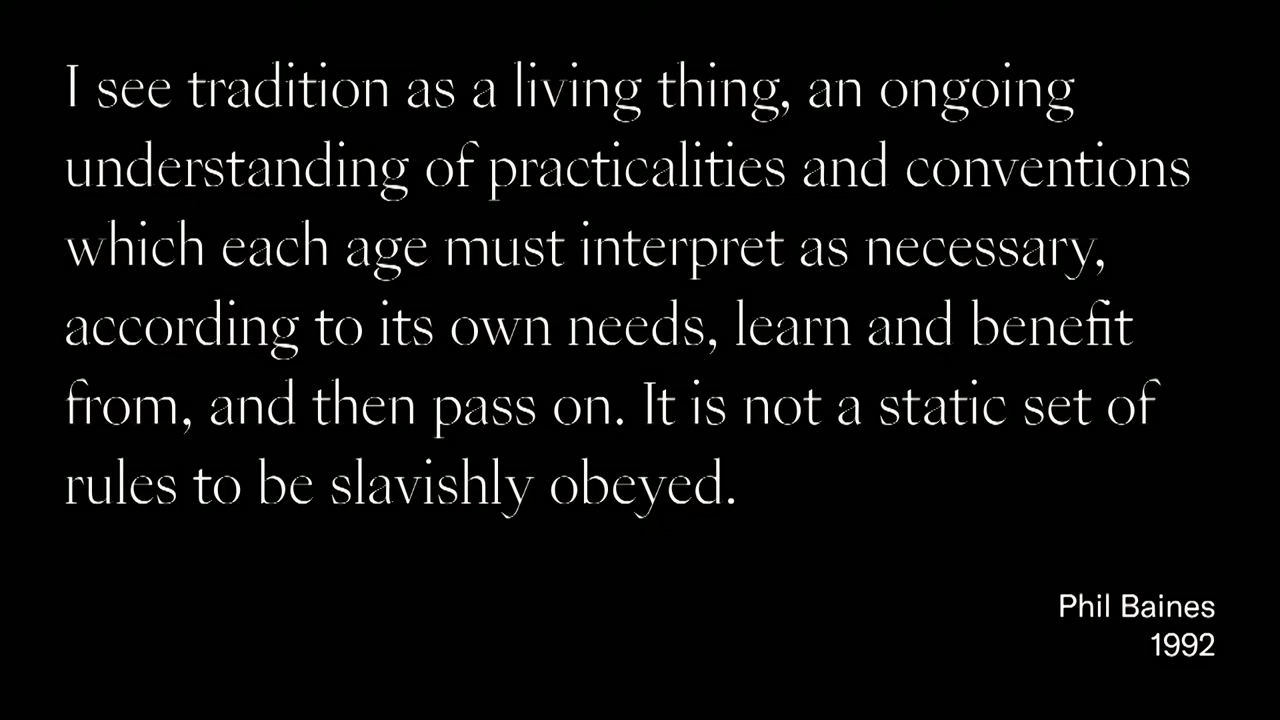 I see tradition as a living thing, an ongoing
understanding of practicalities and conventions
which each age must interpret as necessary,
according to its own needs, learn and benefit
from, and then pass on. It is not a static set of
rules to be slavishly obeyed.
Phil Baines
1992